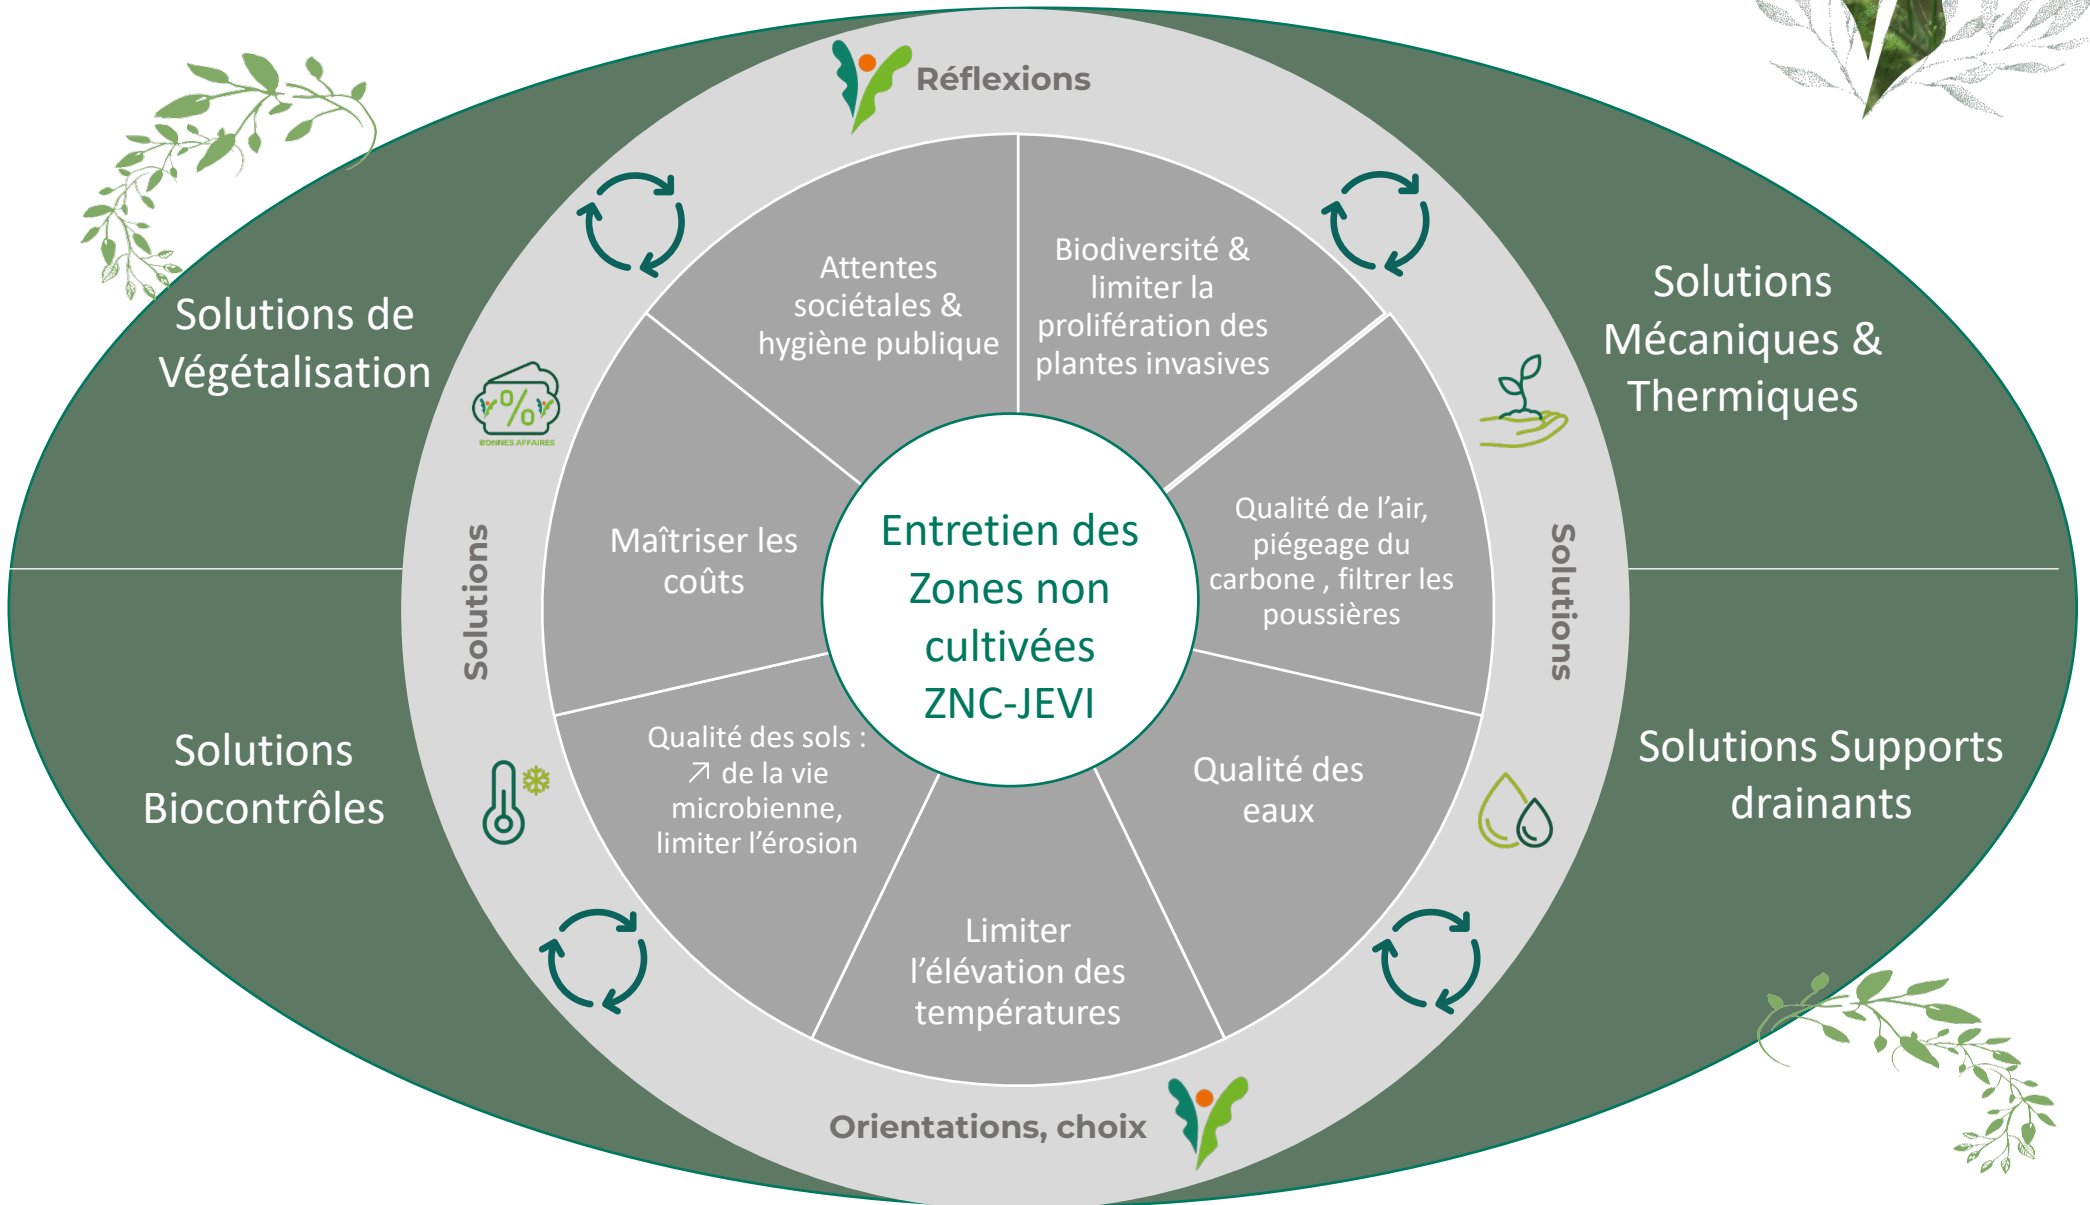 Réflexions
Attentes
sociétales &
hygiène publique
Biodiversité &
limiter la
prolifération des
plantes invasives
Solutions de
Végétalisation
Solutions
Mécaniques &
Thermiques
BONNES AFFAIRES
%
Solutions
Maîtriser les
coûts
Entretien des
Zones non
cultivées
ZNC-JEVI
Qualité de l'air,
piégeage du
carbone , filtrer les
poussières
Solutions
Solutions
Biocontrôles
Qualité des sols :
↗ de la vie
microbienne,
limiter l'érosion
Qualité des
eaux
Solutions Supports
drainants
Limiter
l'élévation des
températures
Orientations, choix